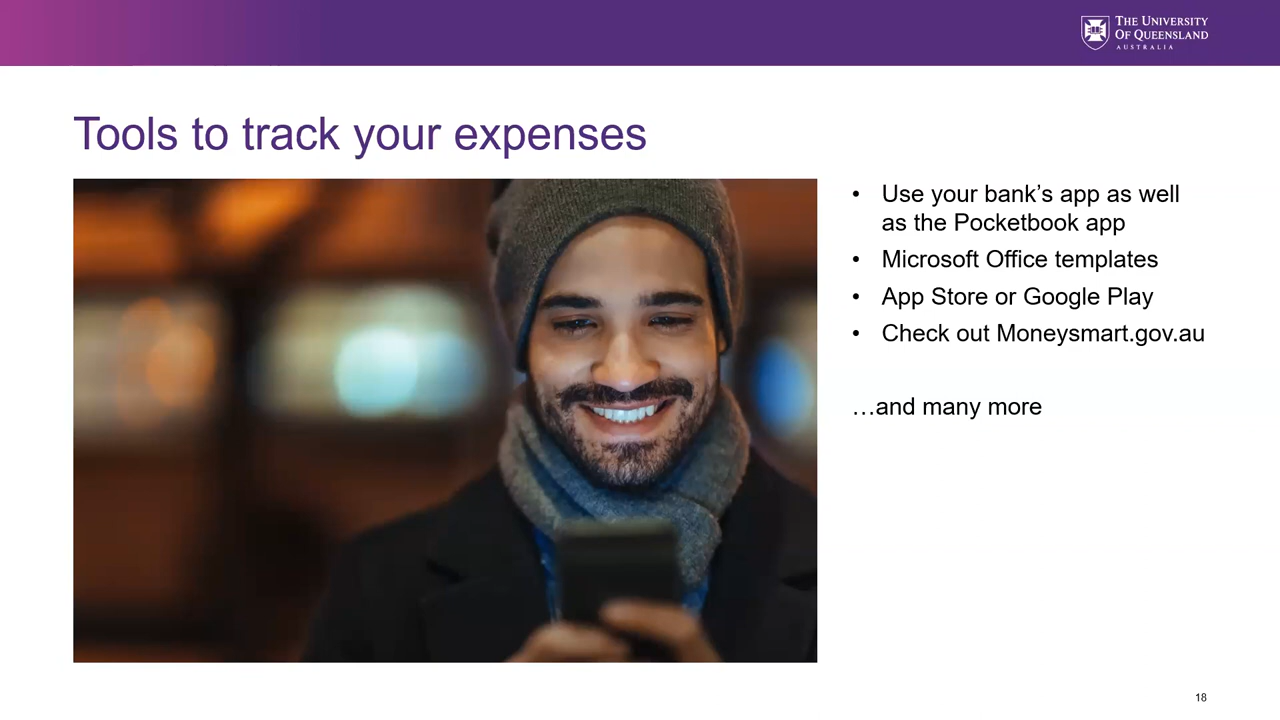 THE UNIVERSITY
OF QUEENSLAND
AUSTRALIA
Tools to track your expenses
• Use your bank’s app as well
as the Pocketbook app
• Microsoft Office templates
• App Store or Google Play
• Check out Moneysmart.gov.au
…and many more
18